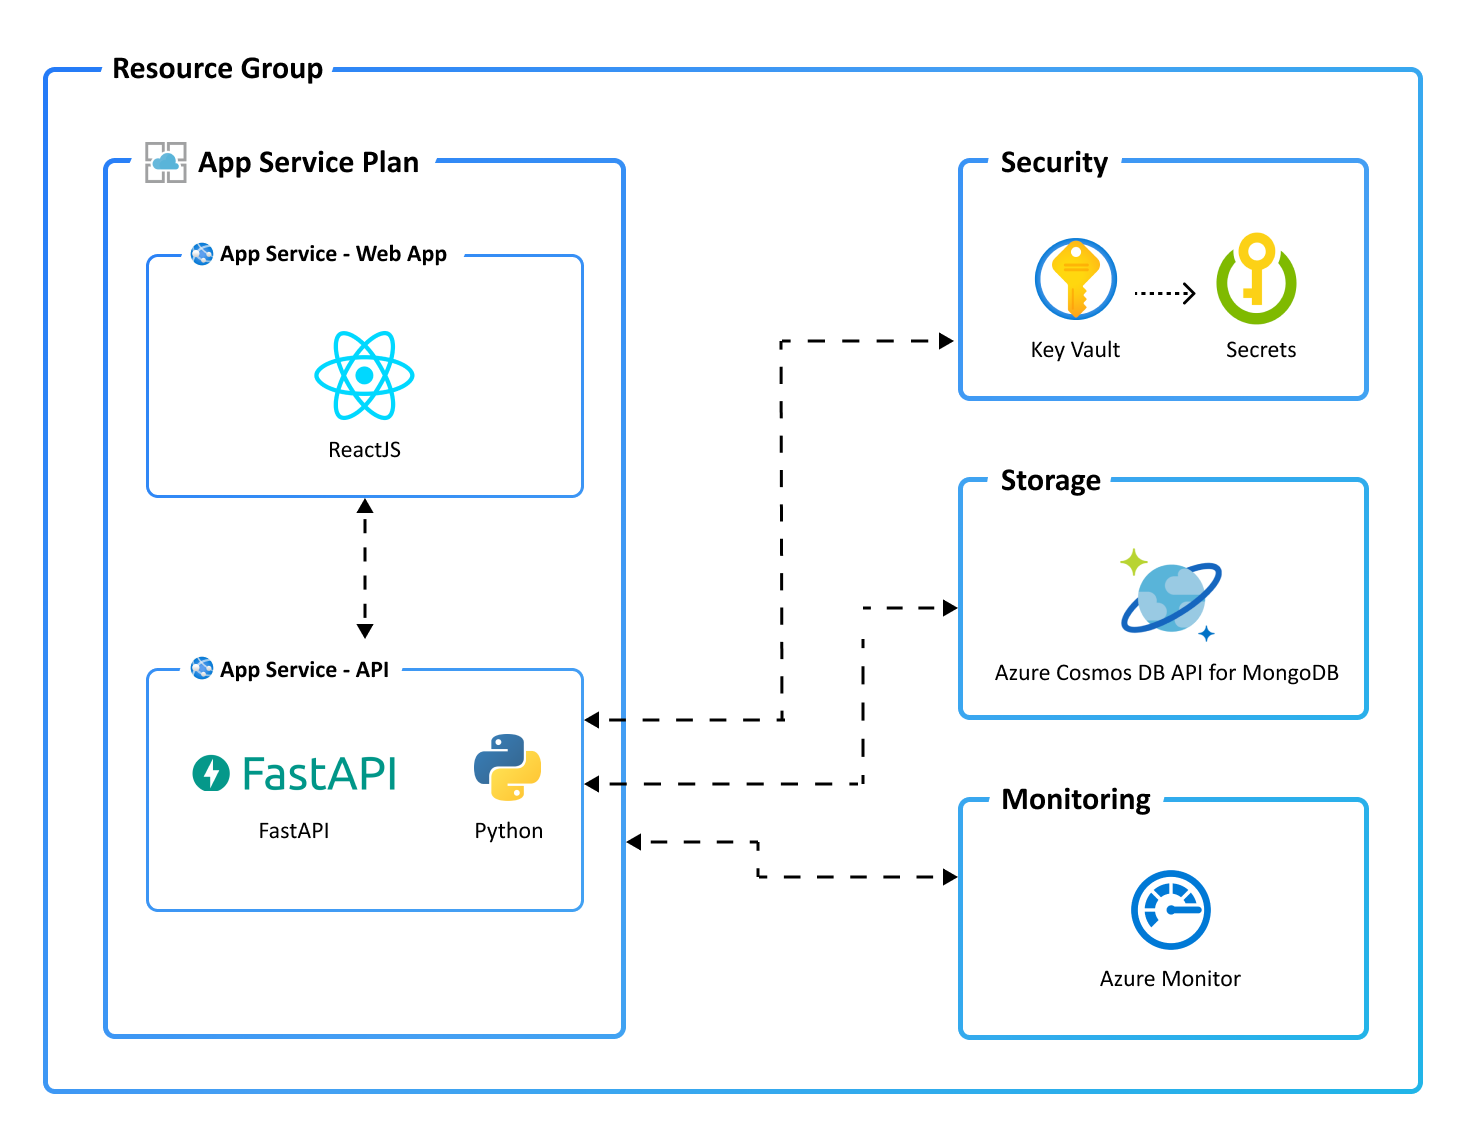 Resource Group
App Service Plan
App Service - Web App
ReactJS
App Service - API
FastAPI
FastAPI
Python
Security
Key Vault
Secrets
Storage
Azure Cosmos DB API for MongoDB
Monitoring
Azure Monitor